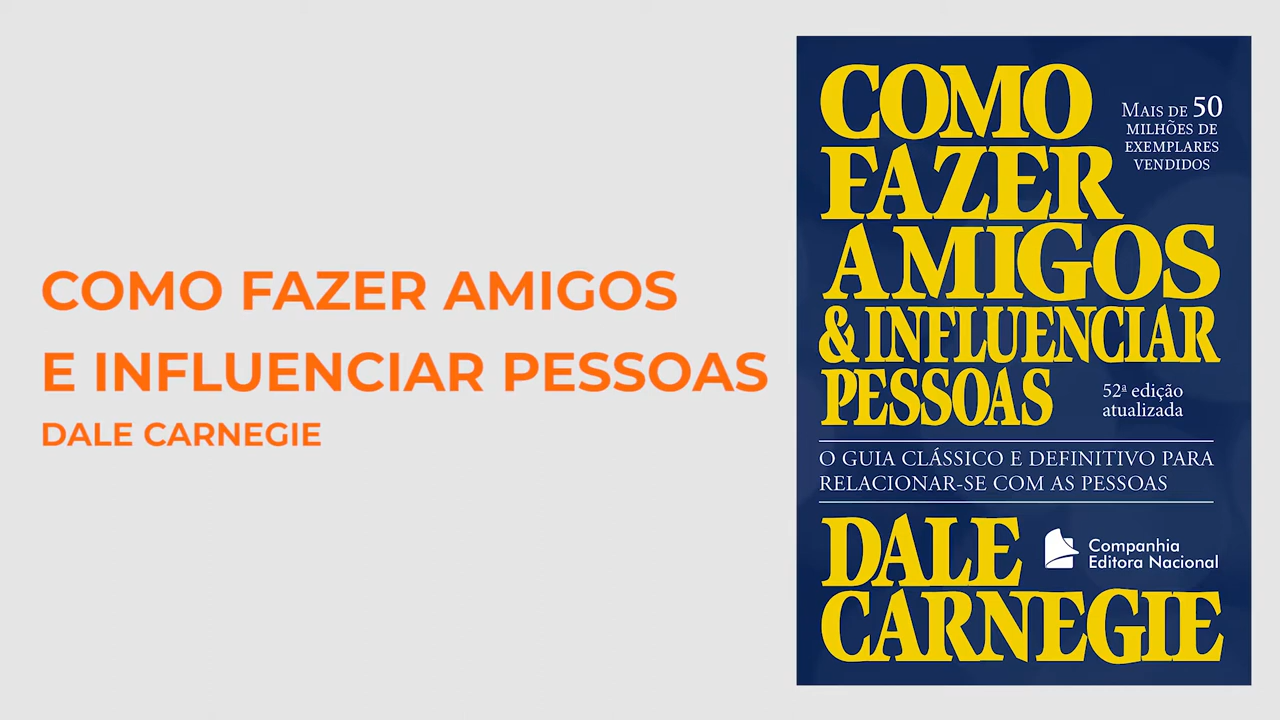 COMO FAZER AMIGOS
E INFLUENCIAR PESSOAS
DALE CARNEGIE
COMO
FAZER
AMIGOS
& INFLUENCIAR
PESSOAS
MAIS DE 50
MILHÕES DE
EXEMPLARES
VENDIDOS
52ª edição
atualizada
O GUIA CLÁSSICO E DEFINITIVO PARA
RELACIONAR-SE COM AS PESSOAS
DALE
CARNEGIE
Companhia
Editora Nacional